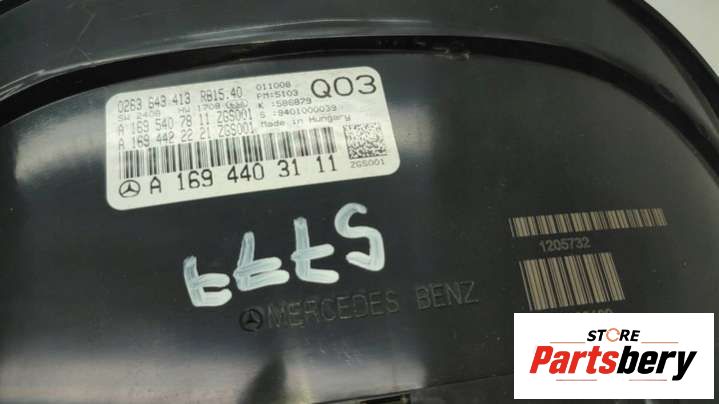 0263 643 413 RB15.40
SW 2408 HW 1708
A 169 540 78 11 ZGS001
A 169 442 22 21 ZGS001
011008
PM:5103
K :586879
S :9401000039
Made in Hungary
Q03
ZGS001
A 169 440 31 11
5777
MERCEDES BENZ
1205732
STORE
Partsbery